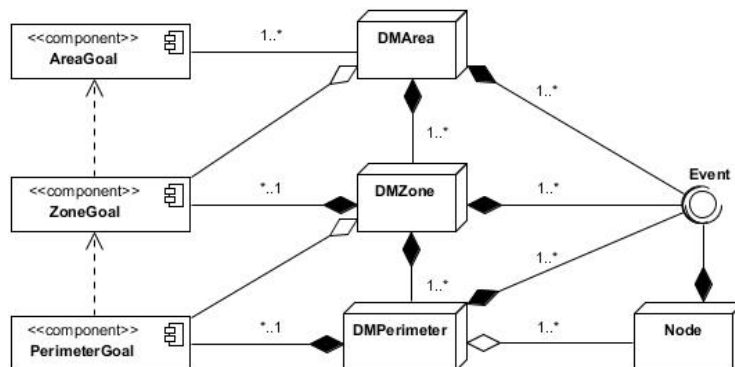 <<component>>
AreaGoal
1..*
DMArea
1..*
1..*
<<component>>
ZoneGoal
*..1
DMZone
1..*
Event
1..*
1..*
<<component>>
PerimeterGoal
*..1
DMPerimeter
1..*
Node